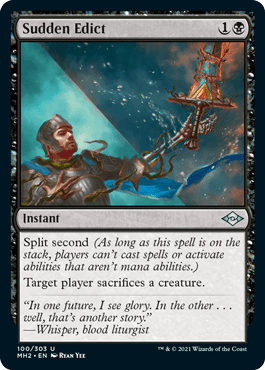 Sudden Edict 1
Instant
Split second (As long as this spell is on the
stack, players can't cast spells or activate
abilities that aren't mana abilities.)
Target player sacrifices a creature.
"In one future, I see glory. In the other . . .
well, that's another story."
—Whisper, blood liturgist
100/303 U
MH2 • EN Ryan Yee
™ & © 2021 Wizards of the Coast